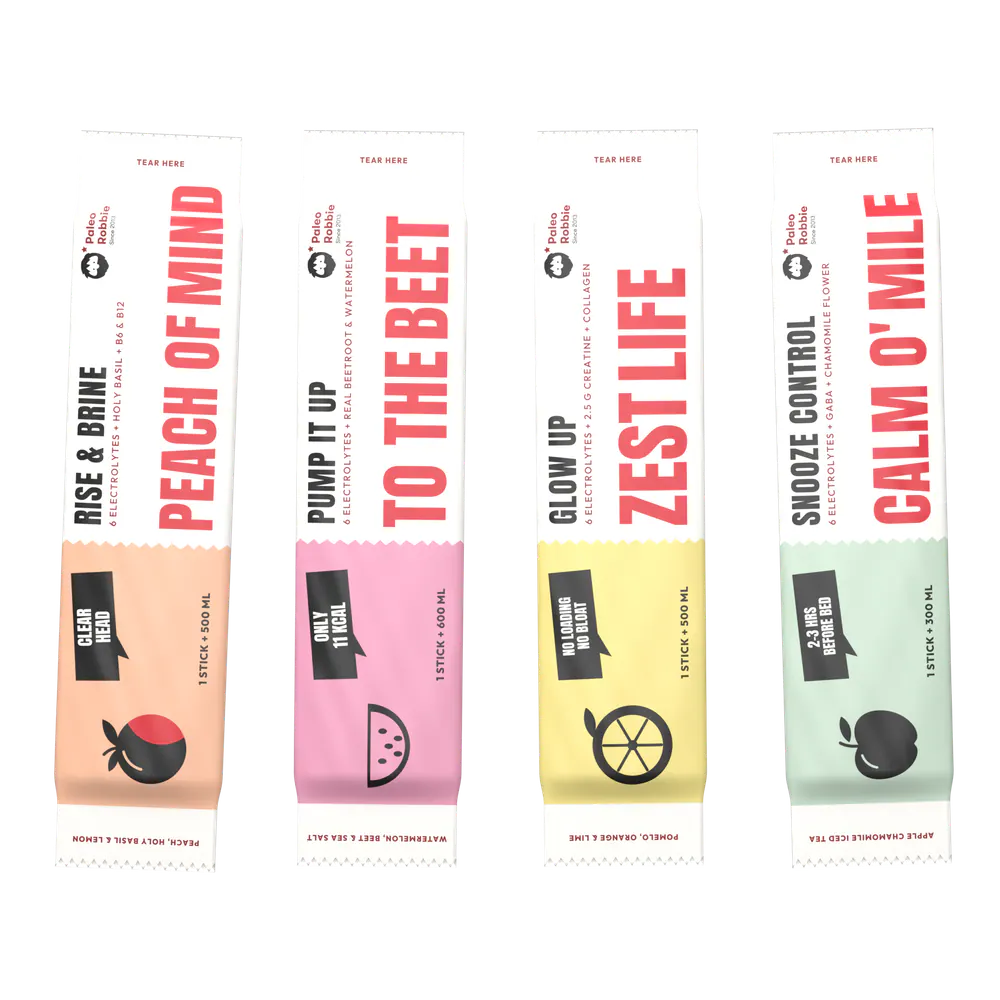 TEAR HERE
Paleo
Robbie
Since 2013
RISE & BRINE
6 ELECTROLYTES + HOLY BASIL + B6 & B12
PEACH OF MIND
CLEAR
HEAD
1 STICK + 500 ML
PEACH, HOLY BASIL & LEMON
TEAR HERE
Paleo
Robbie
Since 2013
PUMP IT UP
6 ELECTROLYTES + REAL BEETROOT & WATERMELON
TO THE BEET
ONLY
11 KCAL
1 STICK + 600 ML
WATERMELON, BEET & SEA SALT
TEAR HERE
Paleo
Robbie
Since 2013
GLOW UP
6 ELECTROLYTES + 2.5 G CREATINE + COLLAGEN
ZEST LIFE
NO LOADING
NO BLOAT
1 STICK + 500 ML
POMELO, ORANGE & LIME
TEAR HERE
Paleo
Robbie
Since 2013
SNOOZE CONTROL
6 ELECTROLYTES + GABA + CHAMOMILE FLOWER
CALM O' MILE
2-3 HRS
BEFORE BED
1 STICK + 300 ML
APPLE CHAMOMILE ICED TEA